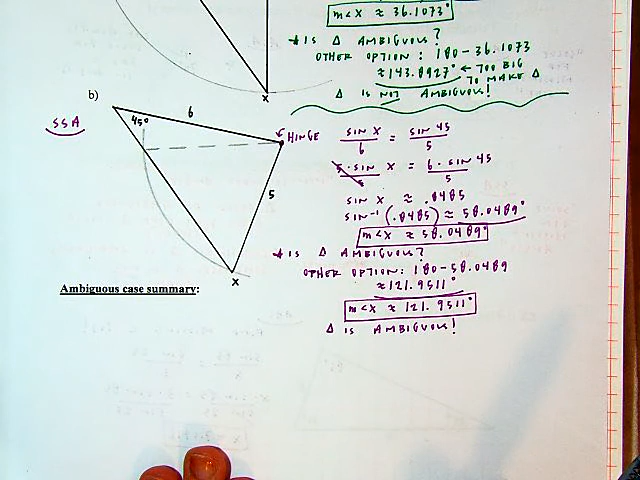 m<x ≈ 36.1073°
*IS Δ AMBIGUOUS?
OTHER OPTION: 180-36.1073
≈143.8927° ← TOO BIG
TO MAKE Δ
Δ IS NOT AMBIGUOUS!
x
b)
SSA
45°
6
HINGE
5
x
sin x / 6 = sin 45 / 5
5·sin x / 5 = 6·sin 45 / 5
sin x ≈ .8485
sin⁻¹(.8485) ≈ 58.0489°
m<x ≈ 58.0489°
*IS Δ AMBIGUOUS?
OTHER OPTION: 180-58.0489
≈121.9511°
m<x ≈ 121.9511°
Δ IS AMBIGUOUS!
Ambiguous case summary: